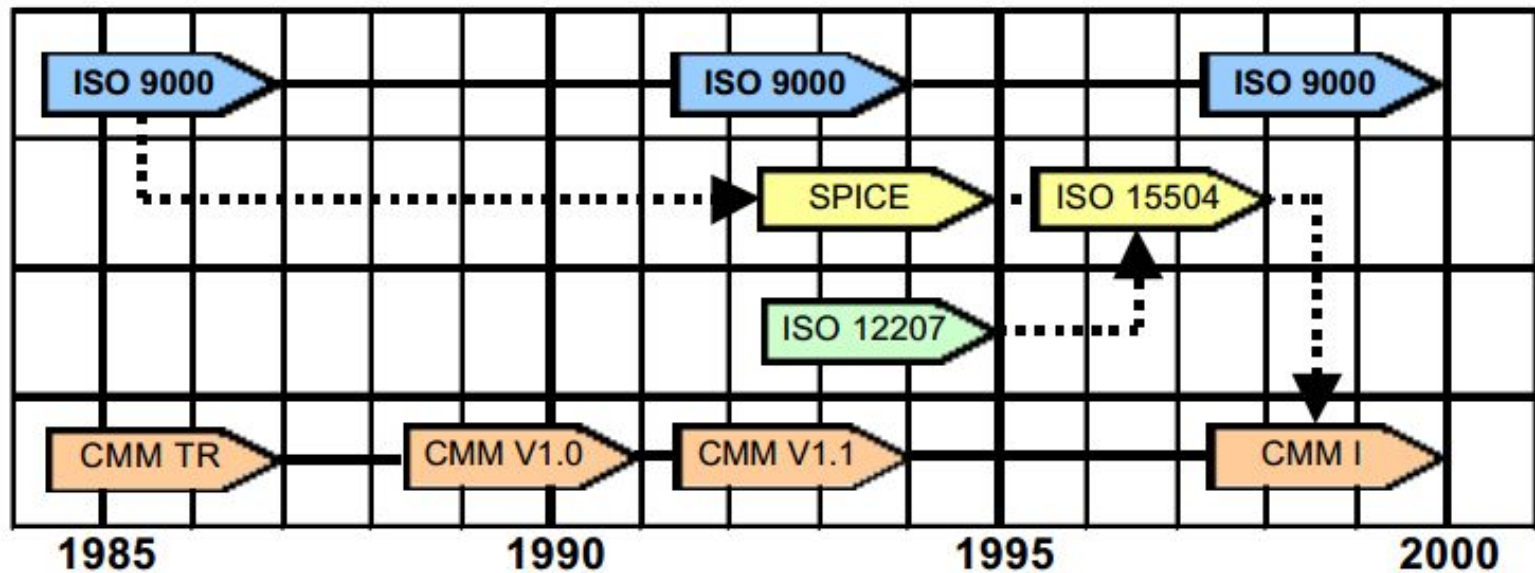 ISO 9000 ISO 9000 ISO 9000
SPICE ISO 15504
ISO 12207
CMM TR CMM V1.0 CMM V1.1 CMM I
1985 1990 1995 2000